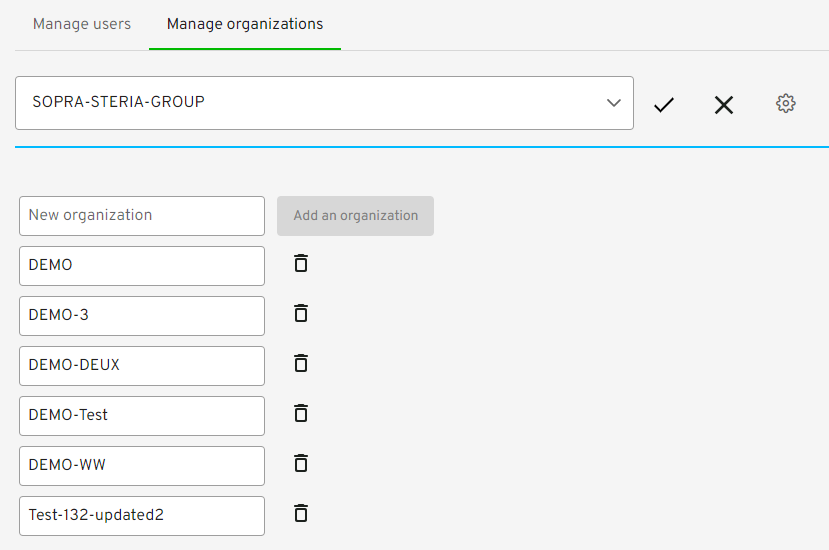 Manage users
Manage organizations
SOPRA-STERIA-GROUP
New organization
Add an organization
DEMO
DEMO-3
DEMO-DEUX
DEMO-Test
DEMO-WW
Test-132-updated2